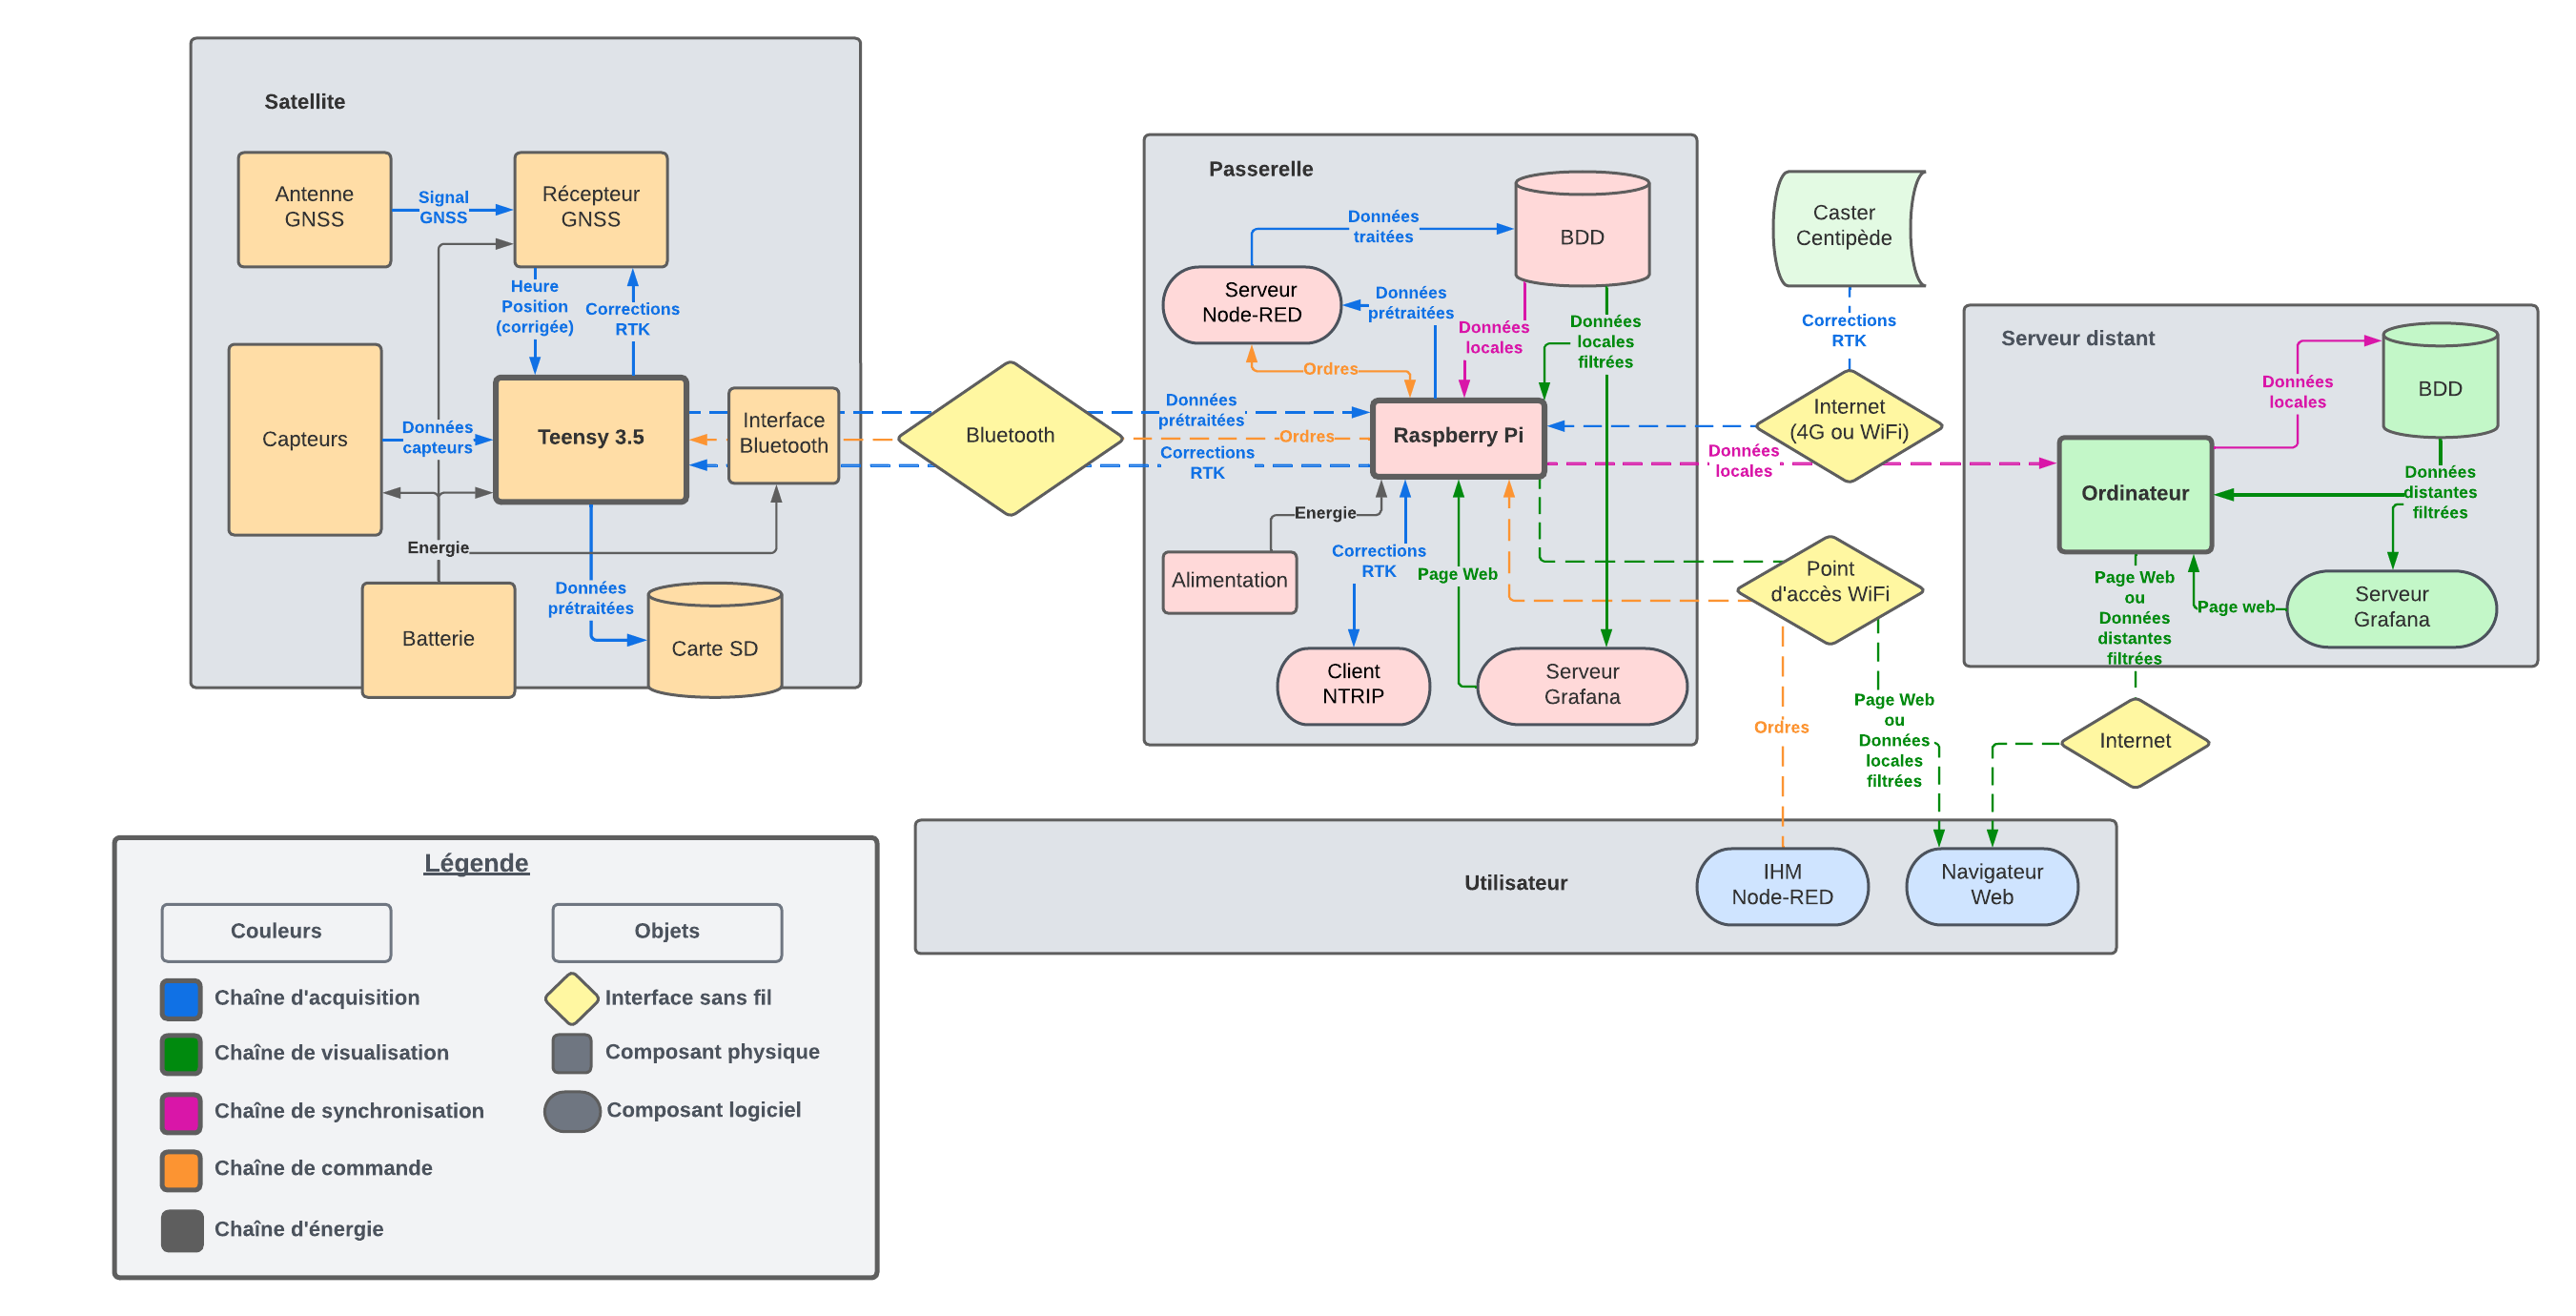 Satellite
Antenne
GNSS
Signal
GNSS
Récepteur
GNSS
Heure
Position
(corrigée)
Corrections
RTK
Capteurs
Données
capteurs
Teensy 3.5
Interface
Bluetooth
Energie
Batterie
Données
prétraitées
Carte SD
Bluetooth
Passerelle
Données
traitées
BDD
Serveur
Node-RED
Données
prétraitées
Données
locales
Données
locales
filtrées
Ordres
Données
prétraitées
Ordres
Corrections
RTK
Raspberry Pi
Energie
Alimentation
Corrections
RTK
Page Web
Client
NTRIP
Serveur
Grafana
Caster
Centipède
Corrections
RTK
Internet
(4G ou WiFi)
Données
locales
Point
d'accès WiFi
Ordres
Page Web
ou
Données
locales
filtrées
Serveur distant
Données
locales
BDD
Ordinateur
Données
distantes
filtrées
Page Web
ou
Données
distantes
filtrées
Page web
Serveur
Grafana
Internet
Utilisateur
IHM
Node-RED
Navigateur
Web
Légende
Couleurs
Objets
Chaîne d'acquisition
Interface sans fil
Chaîne de visualisation
Composant physique
Chaîne de synchronisation
Composant logiciel
Chaîne de commande
Chaîne d'énergie